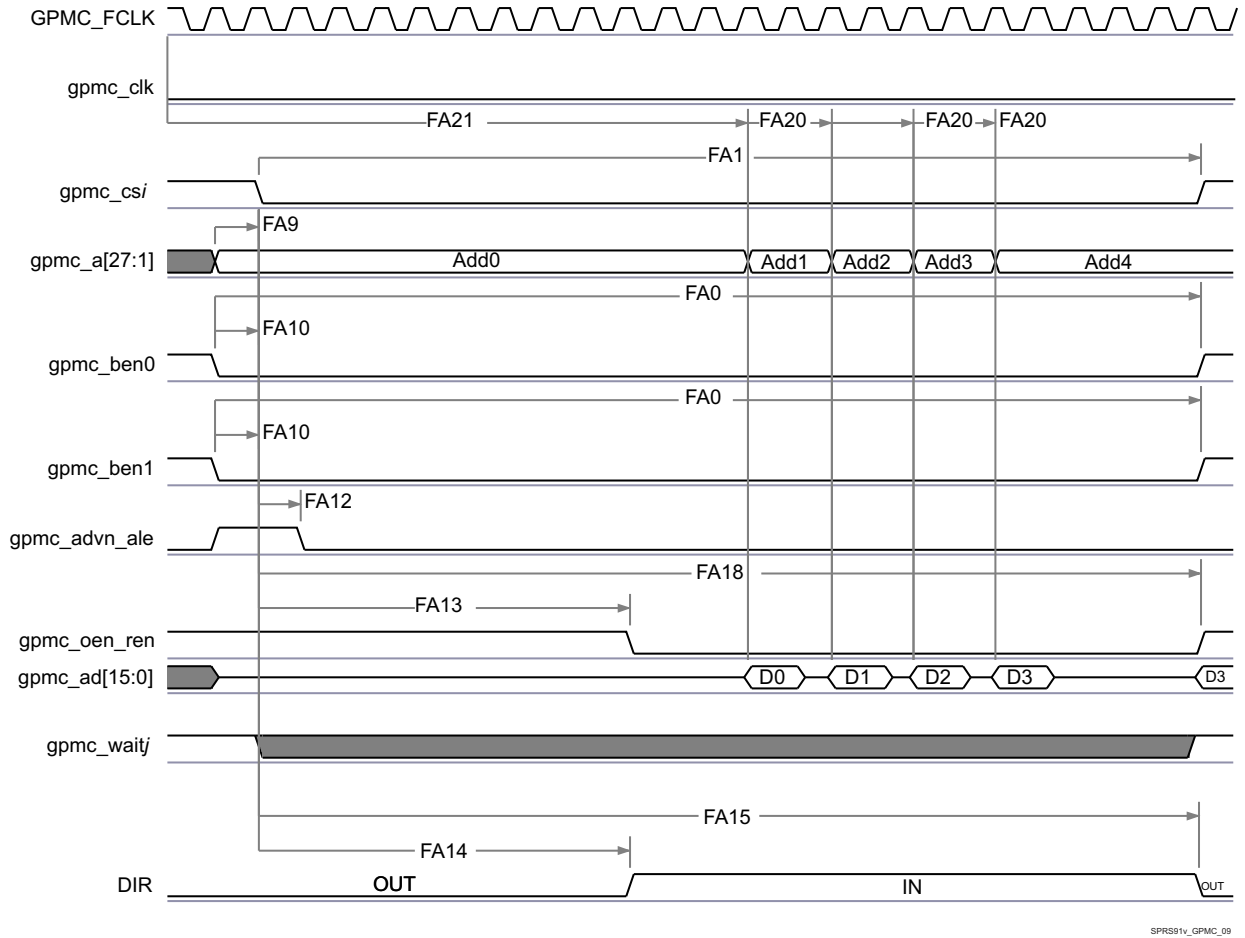 GPMC_FCLK
gpmc_clk
FA21 FA20 FA20 FA20
FA1
gpmc_csi
FA9
gpmc_a[27:1] Add0 Add1 Add2 Add3 Add4
FA0
FA10
gpmc_ben0
FA0
FA10
gpmc_ben1
FA12
gpmc_advn_ale
FA18
FA13
gpmc_oen_ren
gpmc_ad[15:0] D0 D1 D2 D3 D3
gpmc_waitj
FA15
FA14
DIR OUT IN OUT
SPRS91v_GPMC_09